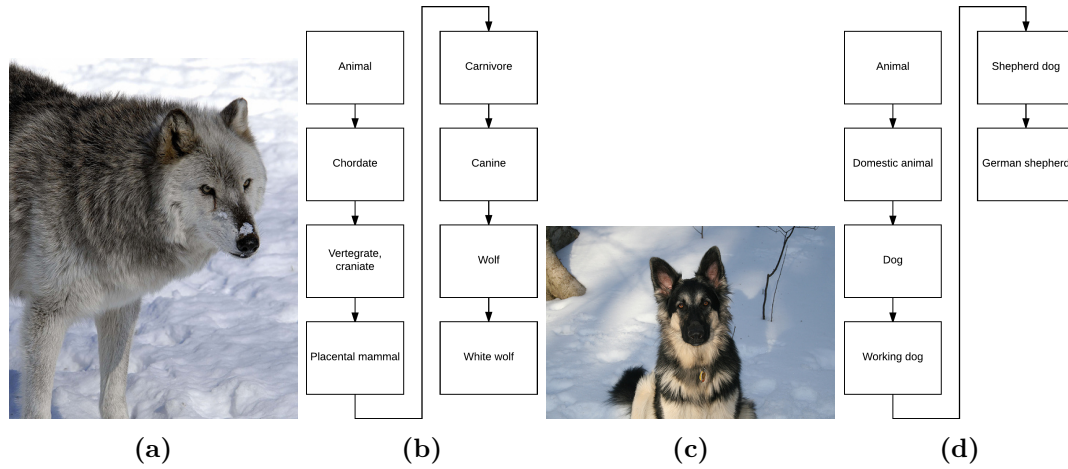 Animal
Chordate
Vertegrate,
craniate
Placental mammal
Carnivore
Canine
Wolf
White wolf
Animal
Domestic animal
Dog
Working dog
Shepherd dog
German shepherd
(a)
(b)
(c)
(d)